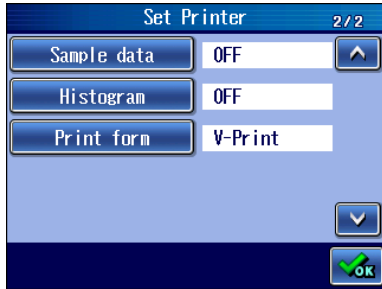 Set Printer 2/2
Sample data OFF
Histogram OFF
Print form V-Print
OK